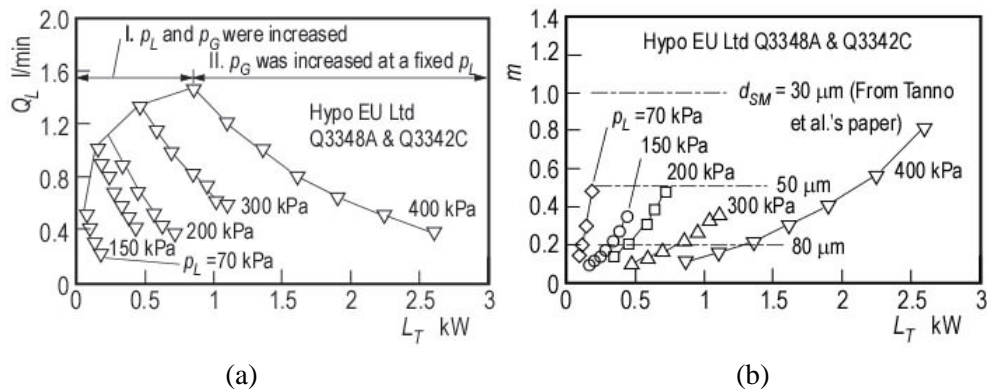 2.0
1.6
1.2
0.8
0.4
0
Q_L l/min
I. p_L and p_G were increased
II. p_G was increased at a fixed p_L
Hypo EU Ltd
Q3348A & Q3342C
300 kPa
400 kPa
200 kPa
150 kPa
p_L =70 kPa
0 0.5 1 1.5 2 2.5 3
L_T kW
(a)
1.4
1.2
1.0
0.8
0.6
0.4
0.2
0
m
Hypo EU Ltd Q3348A & Q3342C
d_SM = 30 μm (From Tanno
et al.'s paper)
p_L =70 kPa
150 kPa
200 kPa
300 kPa
50 μm
400 kPa
80 μm
0 0.5 1 1.5 2 2.5 3
L_T kW
(b)